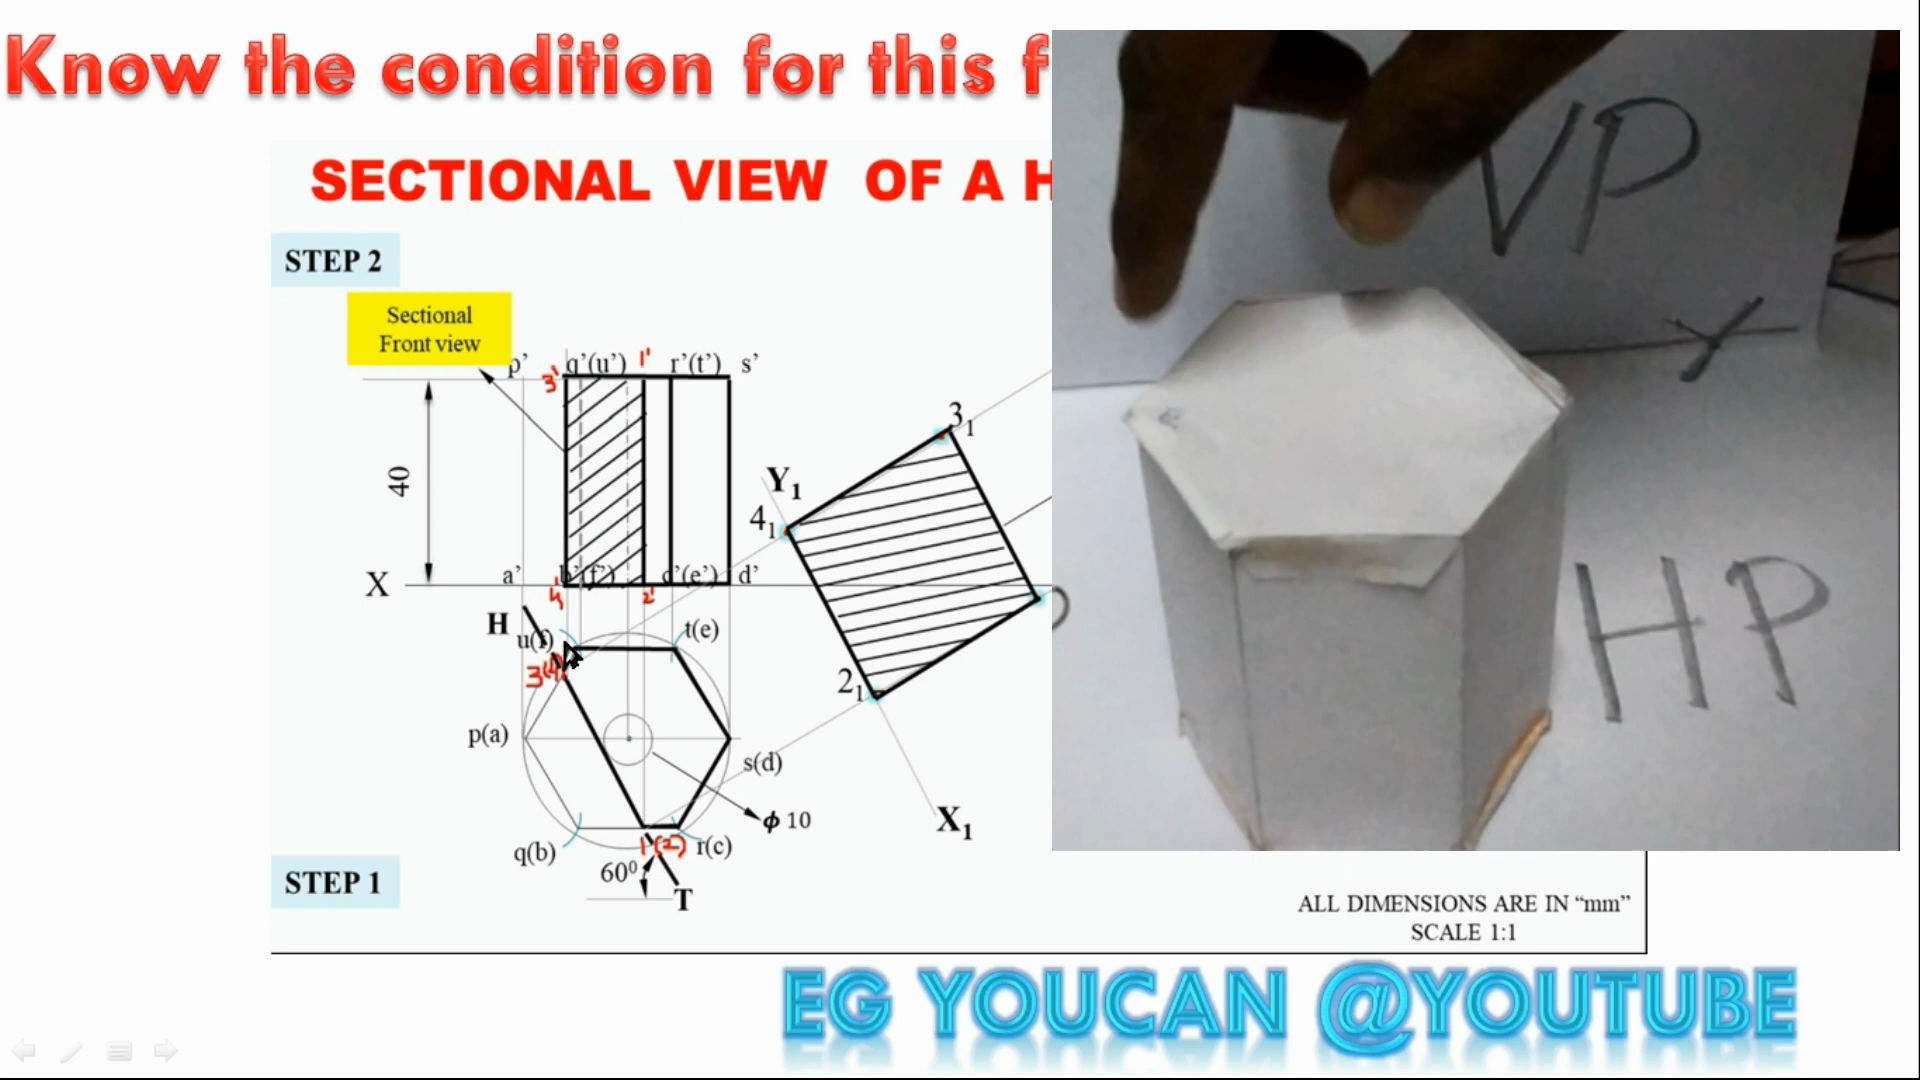 Know the condition for this f
SECTIONAL VIEW OF A H
STEP 2
Sectional
Front view
p' q'(u') 1' r'(t') s'
3'
40
X a' b'(f') c'(e') d'
4' 2'
H u(f) t(e)
3(4)
p(a)
s(d)
ϕ 10
q(b) 1(2) r(c)
60⁰
T
Y₁
3₁
4₁
2₁
X₁
VP
X
HP
STEP 1
ALL DIMENSIONS ARE IN “mm”
SCALE 1:1
EG YOUCAN @YOUTUBE